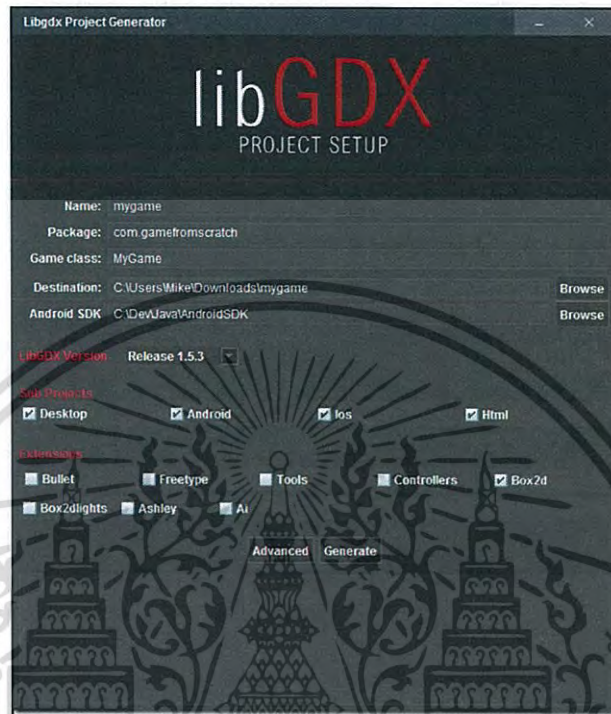 Libgdx Project Generator
libGDX
PROJECT SETUP
Name: mygame
Package: com.gamefromscratch
Game class: MyGame
Destination: C:\Users\Mike\Downloads\mygame Browse
Android SDK C:\Dev\Java\AndroidSDK Browse
LibGDX Version Release 1.5.3
Sub Projects
Desktop Android Ios Html
Extensions
Bullet Freetype Tools Controllers Box2d
Box2dlights Ashley Ai
Advanced Generate